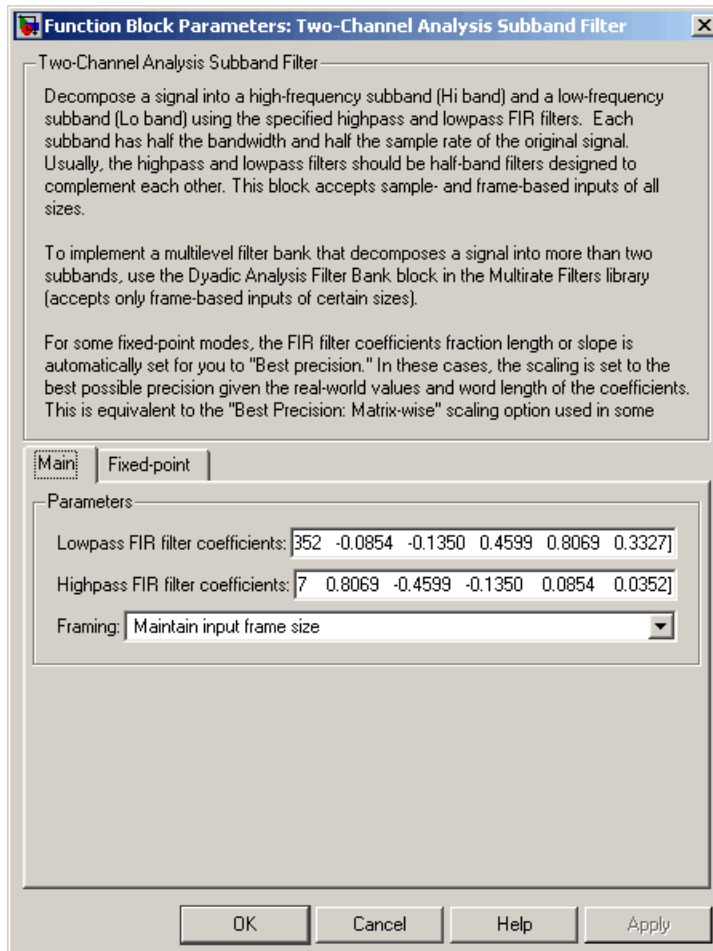 Function Block Parameters: Two-Channel Analysis Subband Filter
Two-Channel Analysis Subband Filter
Decompose a signal into a high-frequency subband (Hi band) and a low-frequency
subband (Lo band) using the specified highpass and lowpass FIR filters.  Each
subband has half the bandwidth and half the sample rate of the original signal.
Usually, the highpass and lowpass filters should be half-band filters designed to
complement each other. This block accepts sample- and frame-based inputs of all
sizes.
To implement a multilevel filter bank that decomposes a signal into more than two
subbands, use the Dyadic Analysis Filter Bank block in the Multirate Filters library
(accepts only frame-based inputs of certain sizes).
For some fixed-point modes, the FIR filter coefficients fraction length or slope is
automatically set for you to "Best precision." In these cases, the scaling is set to the
best possible precision given the real-world values and word length of the coefficients.
This is equivalent to the "Best Precision: Matrix-wise" scaling option used in some
Main Fixed-point
Parameters
Lowpass FIR filter coefficients: 352 -0.0854 -0.1350 0.4599 0.8069 0.3327]
Highpass FIR filter coefficients: 7 0.8069 -0.4599 -0.1350 0.0854 0.0352]
Framing: Maintain input frame size
OK Cancel Help Apply